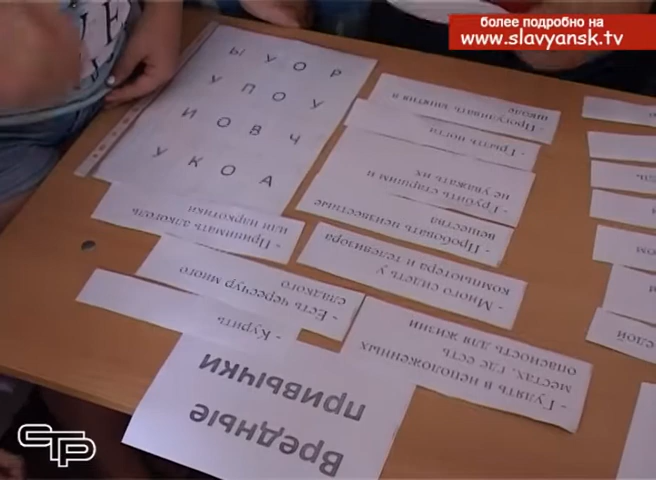 более подробно на
www.slavyansk.tv
Ы У О Р
У П О У
И О В Ч
У К О А
Вредные
привычки
- Курить
- Есть чересчур много
сладкого
- Принимать алкоголь
или наркотики
- Гулять в неположенных
местах, где есть
опасность для жизни
- Много сидеть у
компьютера и телевизора
- Пробовать неизвестные
вещества
- Грубить старшим и
не уважать их
- Грызть ногти
- Прогуливать занятия в
школе
СТР